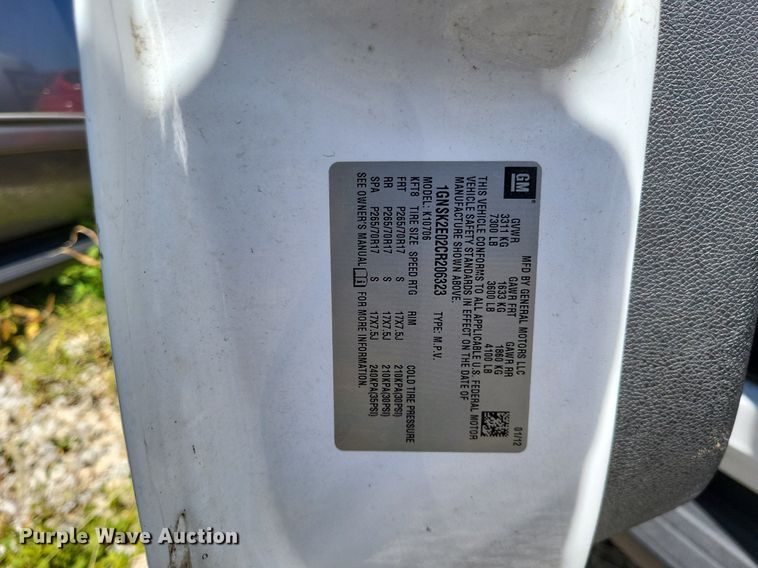 GM
MFD BY GENERAL MOTORS LLC
01/12
GVWR GAWR FRT GAWR RR
3311 KG 1633 KG 1860 KG
7300 LB 3600 LB 4100 LB
THIS VEHICLE CONFORMS TO ALL APPLICABLE U.S. FEDERAL MOTOR
VEHICLE SAFETY STANDARDS IN EFFECT ON THE DATE OF
MANUFACTURE SHOWN ABOVE.
1GNSK2E02CR206323 TYPE: M.P.V.
MODEL: K10706
KFT8 TIRE SIZE SPEED RTG RIM COLD TIRE PRESSURE
FRT P265/70R17 S 17X7.5J 210KPA(30PSI)
RR P265/70R17 S 17X7.5J 210KPA(30PSI)
SPA P265/70R17 S 17X7.5J 240KPA(35PSI)
SEE OWNER'S MANUAL FOR MORE INFORMATION.
Purple Wave Auction